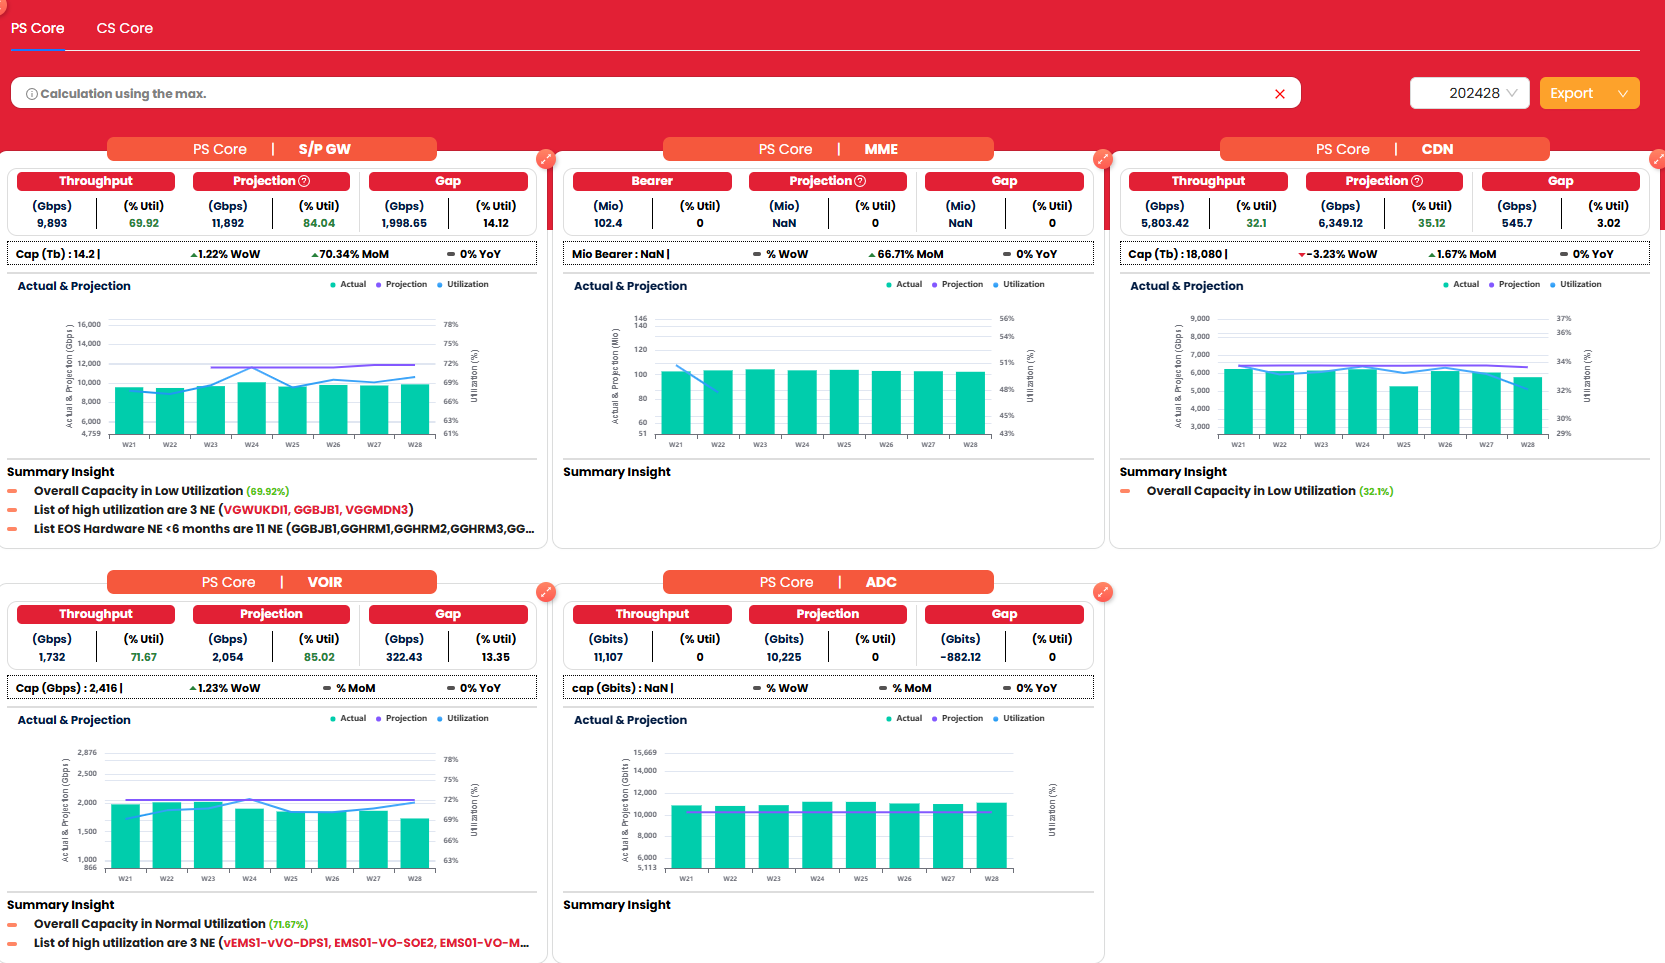 PS Core CS Core
Calculation using the max.
202428
Export
PS Core | S/P GW
Throughput Projection Gap
(Gbps) (% Util) (Gbps) (% Util) (Gbps) (% Util)
9,893 69.92 11,892 84.04 1,998.65 14.12
Cap (Tb) : 14.2 | 1.22% WoW 70.34% MoM 0% YoY
Actual & Projection
Actual Projection Utilization
Actual & Projection (Gbps)
16,000
14,000
12,000
10,000
8,000
6,000
4,759
78%
75%
72%
69%
66%
63%
61%
Utilization (%)
W21 W22 W23 W24 W25 W26 W27 W28
Summary Insight
Overall Capacity in Low Utilization (69.92%)
List of high utilization are 3 NE (VGWUKDI1, GGBJB1, VGGMDN3)
List EOS Hardware NE <6 months are 11 NE (GGBJB1,GGHRM1,GGHRM2,GGHRM3,GG...
PS Core | MME
Bearer Projection Gap
(Mio) (% Util) (Mio) (% Util) (Mio) (% Util)
102.4 0 NaN 0 NaN 0
Mio Bearer : NaN | % WoW 66.71% MoM 0% YoY
Actual & Projection
Actual Projection Utilization
Actual & Projection (Mio)
146
140
120
100
80
60
51
56%
54%
51%
48%
45%
43%
Utilization (%)
W21 W22 W23 W24 W25 W26 W27 W28
Summary Insight
PS Core | CDN
Throughput Projection Gap
(Gbps) (% Util) (Gbps) (% Util) (Gbps) (% Util)
5,803.42 32.1 6,349.12 35.12 545.7 3.02
Cap (Tb) : 18,080 | -3.23% WoW 1.67% MoM 0% YoY
Actual & Projection
Actual Projection Utilization
Actual & Projection (Gbps)
9,000
8,000
7,000
6,000
5,000
4,000
3,000
37%
36%
34%
32%
30%
29%
Utilization (%)
W21 W22 W23 W24 W25 W26 W27 W28
Summary Insight
Overall Capacity in Low Utilization (32.1%)
PS Core | VOIR
Throughput Projection Gap
(Gbps) (% Util) (Gbps) (% Util) (Gbps) (% Util)
1,732 71.67 2,054 85.02 322.43 13.35
Cap (Gbps) : 2,416 | 1.23% WoW % MoM 0% YoY
Actual & Projection
Actual Projection Utilization
Actual & Projection (Gbps)
2,876
2,500
2,000
1,500
1,000
866
78%
75%
72%
69%
66%
63%
Utilization (%)
W21 W22 W23 W24 W25 W26 W27 W28
Summary Insight
Overall Capacity in Normal Utilization (71.67%)
List of high utilization are 3 NE (vEMS1-vVO-DPS1, EMS01-VO-SOE2, EMS01-VO-M...
PS Core | ADC
Throughput Projection Gap
(Gbits) (% Util) (Gbits) (% Util) (Gbits) (% Util)
11,107 0 10,225 0 -882.12 0
cap (Gbits) : NaN | % WoW % MoM 0% YoY
Actual & Projection
Actual Projection Utilization
Actual & Projection (Gbits)
15,669
14,000
12,000
10,000
8,000
6,000
5,113
Utilization (%)
W21 W22 W23 W24 W25 W26 W27 W28
Summary Insight